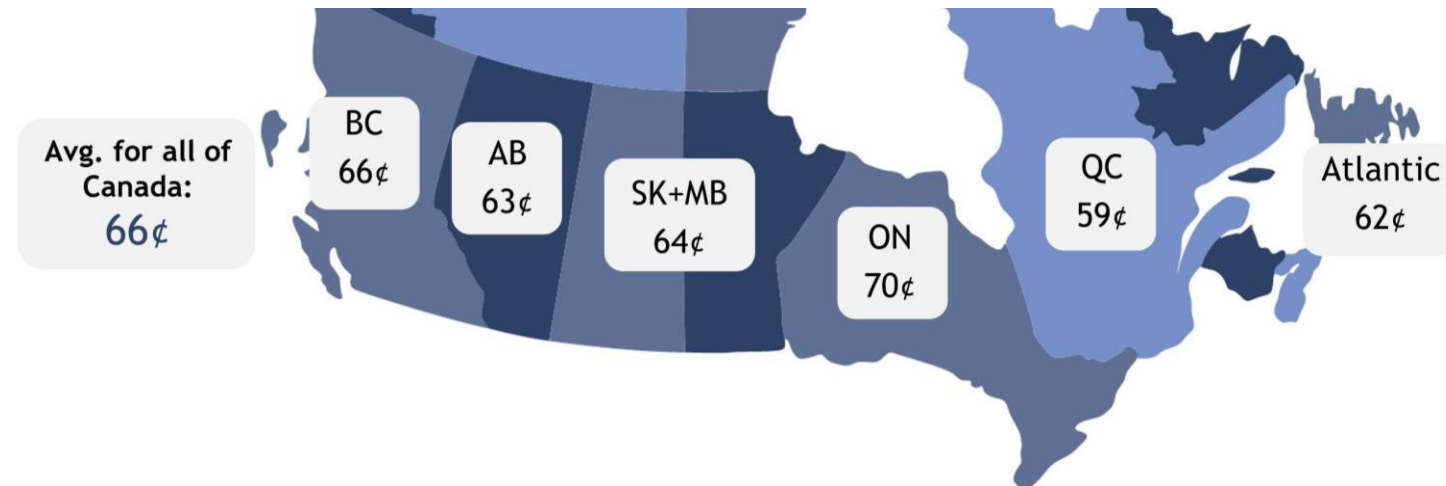 Avg. for all of
Canada:
66¢
BC
66¢
AB
63¢
SK+MB
64¢
ON
70¢
QC
59¢
Atlantic
62¢